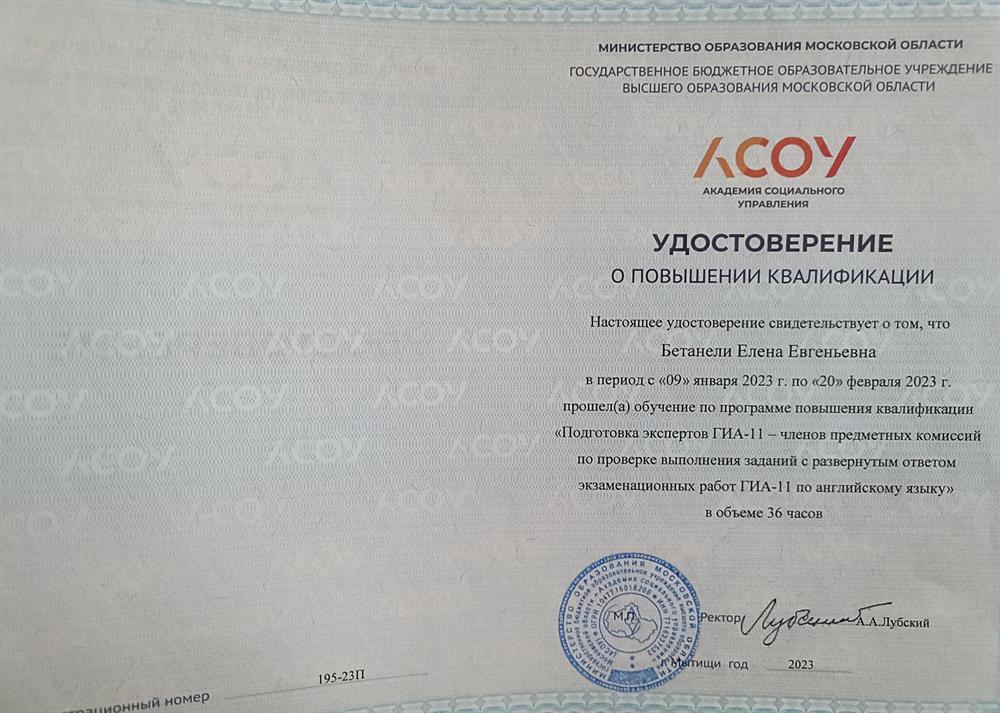 МИНИСТЕРСТВО ОБРАЗОВАНИЯ МОСКОВСКОЙ ОБЛАСТИ
ГОСУДАРСТВЕННОЕ БЮДЖЕТНОЕ ОБРАЗОВАТЕЛЬНОЕ УЧРЕЖДЕНИЕ
ВЫСШЕГО ОБРАЗОВАНИЯ МОСКОВСКОЙ ОБЛАСТИ
АСОУ
АКАДЕМИЯ СОЦИАЛЬНОГО
УПРАВЛЕНИЯ
УДОСТОВЕРЕНИЕ
О ПОВЫШЕНИИ КВАЛИФИКАЦИИ
Настоящее удостоверение свидетельствует о том, что
Бетанели Елена Евгеньевна
в период с «09» января 2023 г. по «20» февраля 2023 г.
прошел(а) обучение по программе повышения квалификации
«Подготовка экспертов ГИА-11 – членов предметных комиссий
по проверке выполнения заданий с развернутым ответом
экзаменационных работ ГИА-11 по английскому языку»
в объеме 36 часов
М.П.
Ректор А.А.Лубский
г. Мытищи год 2023
195-23П
страционный номер